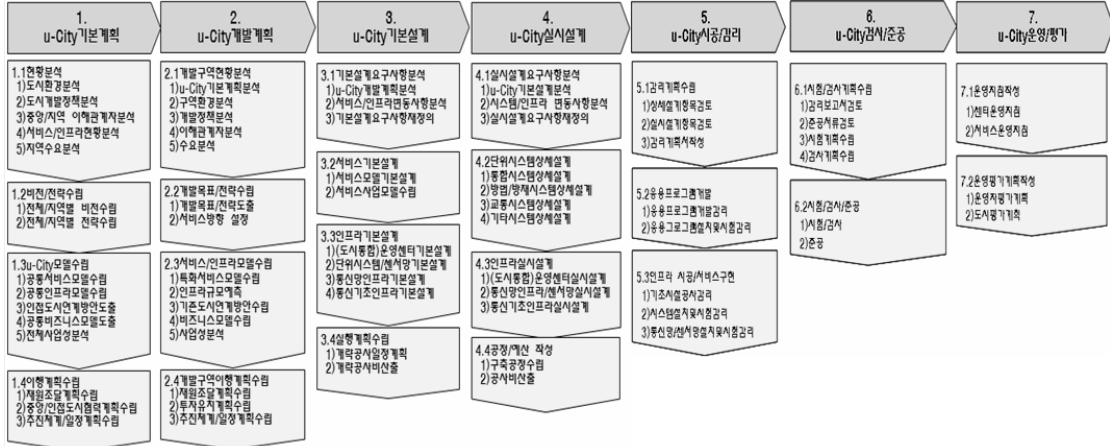 1.
u-City기본계획
1.1현황분석
1)도시환경분석
2)도시개발정책분석
3)중앙/지역 이해관계자분석
4)서비스/인프라현황분석
5)지역수요분석
1.2비전/전략수립
1)전체/지역별 비전수립
2)전체/지역별 전략수립
1.3u-City모델수립
1)공통서비스모델수립
2)공통인프라모델수립
3)인접도시연계방안도출
4)공통비즈니스모델도출
5)전체사업성분석
1.4이행계획수립
1)재원조달계획수립
2)중앙/인접도시협력계획수립
3)추진체계/일정계획수립
2.
u-City개발계획
2.1개발구역현황분석
1)u-City기본계획분석
2)구역환경분석
3)개발정책분석
4)이해관계자분석
5)수요분석
2.2개발목표/전략수립
1)개발목표/전략도출
2)서비스방향 설정
2.3서비스/인프라모델수립
1)특화서비스모델수립
2)인프라규모예측
3)기존도시연계방안수립
4)비즈니스모델수립
5)사업성분석
2.4개발구역이행계획수립
1)재원조달계획수립
2)투자유치계획수립
3)추진체계/일정계획수립
3.
u-City기본설계
3.1기본설계요구사항분석
1)u-City개발계획분석
2)서비스/인프라변동사항분석
3)기본설계요구사항재정의
3.2서비스기본설계
1)서비스모델기본설계
2)서비스사업모델수립
3.3인프라기본설계
1)(도시통합)운영센터기본설계
2)단위시스템/센서망기본설계
3)통신망인프라기본설계
4)통신기초인프라기본설계
3.4실행계획수립
1)개략공사일정계획
2)개략공사비산출
4.
u-City실시설계
4.1실시설계요구사항분석
1)u-City기본설계분석
2)시스템/인프라 변동사항분석
3)실시설계요구사항재정의
4.2단위시스템상세설계
1)통합시스템상세설계
2)방범/방재시스템상세설계
3)교통시스템상세설계
4)기타시스템상세설계
4.3인프라실시설계
1)(도시통합)운영센터실시설계
2)통신망인프라/센서망실시설계
3)통신기초인프라실시설계
4.4공정/예산 작성
1)구축공정수립
2)공사비산출
5.
u-City시공/감리
5.1감리계획수립
1)상세설계항목검토
2)실시설계항목검토
3)감리계획서작성
5.2응용프로그램개발
1)응용프로그램개발감리
2)응용프로그램설치및시험감리
5.3인프라 시공/서비스구현
1)기초시설공사감리
2)시스템설치및시험감리
3)통신망/센서망설치및시험감리
6.
u-City검사/준공
6.1시험/검사계획수립
1)감리보고서검토
2)준공서류검토
3)시험계획수립
4)검사계획수립
6.2시험/검사/준공
1)시험/검사
2)준공
7.
u-City운영/평가
7.1운영지침작성
1)센터운영지침
2)서비스운영지침
7.2운영평가계획작성
1)운영자평가
2)도시평가계획